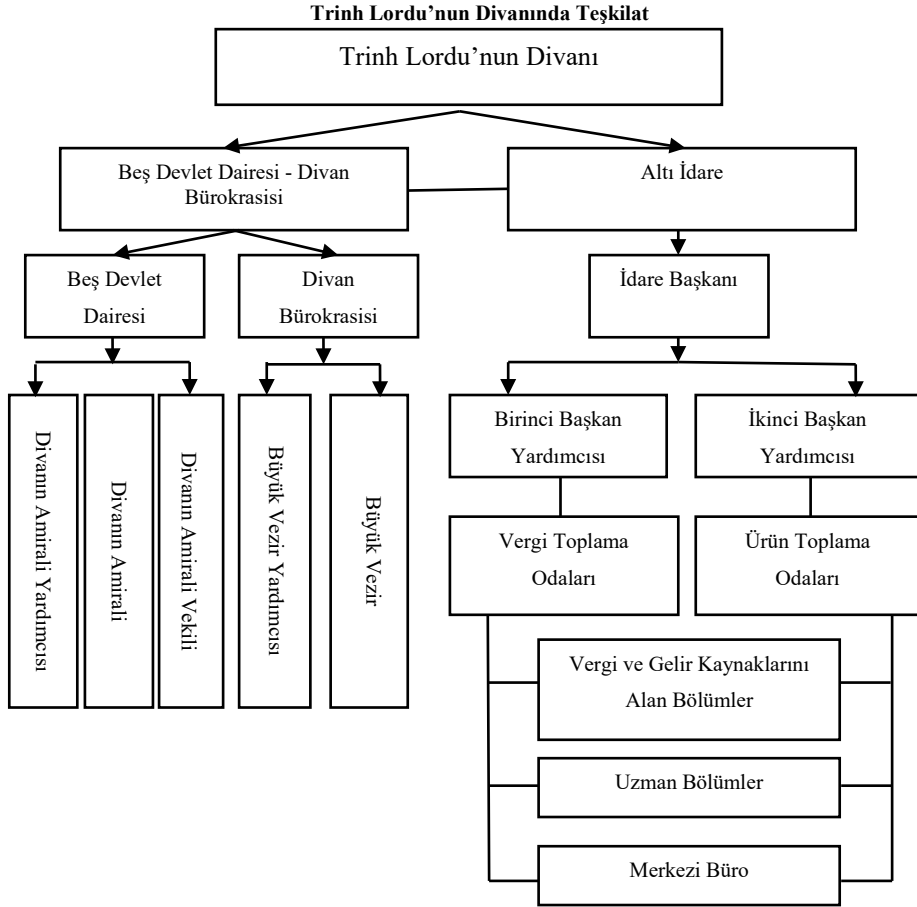 Trinh Lordu’nun Divanında Teşkilat
Trinh Lordu’nun Divanı
Beş Devlet Dairesi - Divan
Bürokrasisi
Altı İdare
Beş Devlet
Dairesi
Divan
Bürokrasisi
İdare Başkanı
Divanın Amirali Yardımcısı
Divanın Amirali
Divanın Amirali Vekili
Büyük Vezir Yardımcısı
Büyük Vezir
Birinci Başkan
Yardımcısı
İkinci Başkan
Yardımcısı
Vergi Toplama
Odaları
Ürün Toplama
Odaları
Vergi ve Gelir Kaynaklarını
Alan Bölümler
Uzman Bölümler
Merkezi Büro